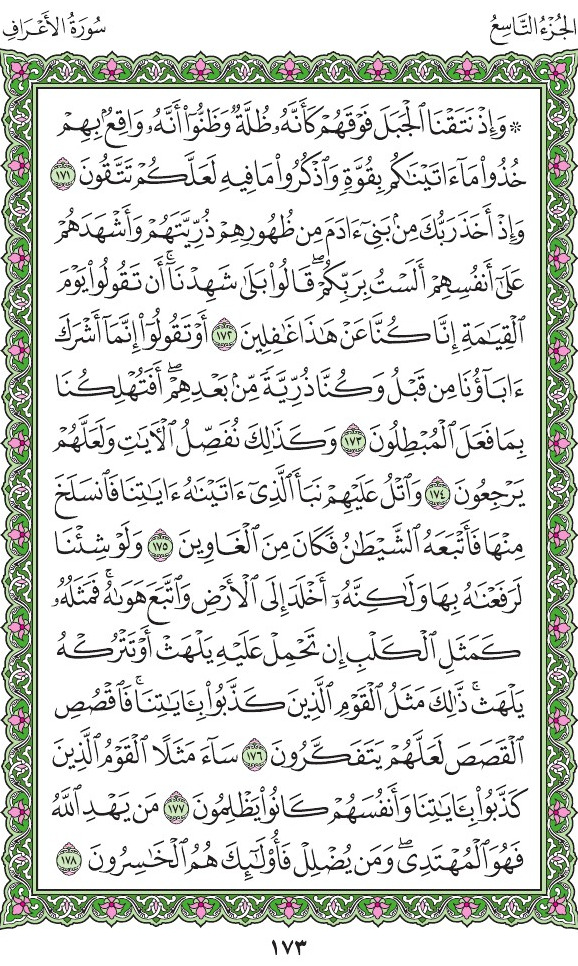 الجُزْءُ التَّاسِعُ
سُورَةُ الأَعْرَافِ
۞ وَإِذْ نَتَقْنَا ٱلْجَبَلَ فَوْقَهُمْ كَأَنَّهُۥ ظُلَّةٌ وَظَنُّوٓا۟ أَنَّهُۥ وَاقِعٌۢ بِهِمْ
خُذُوا۟ مَآ ءَاتَيْنَٰكُم بِقُوَّةٍ وَٱذْكُرُوا۟ مَا فِيهِ لَعَلَّكُمْ تَتَّقُونَ ١٧١
وَإِذْ أَخَذَ رَبُّكَ مِنۢ بَنِىٓ ءَادَمَ مِن ظُهُورِهِمْ ذُرِّيَّتَهُمْ وَأَشْهَدَهُمْ
عَلَىٰٓ أَنفُسِهِمْ أَلَسْتُ بِرَبِّكُمْ ۖ قَالُوا۟ بَلَىٰ شَهِدْنَآ ۛ أَن تَقُولُوا۟ يَوْمَ
ٱلْقِيَٰمَةِ إِنَّا كُنَّا عَنْ هَٰذَا غَٰفِلِينَ ١٧٢ أَوْ تَقُولُوٓا۟ إِنَّمَآ أَشْرَكَ
ءَابَآؤُنَا مِن قَبْلُ وَكُنَّا ذُرِّيَّةً مِّنۢ بَعْدِهِمْ ۖ أَفَتُهْلِكُنَا
بِمَا فَعَلَ ٱلْمُبْطِلُونَ ١٧٣ وَكَذَٰلِكَ نُفَصِّلُ ٱلْءَايَٰتِ وَلَعَلَّهُمْ
يَرْجِعُونَ ١٧٤ وَٱتْلُ عَلَيْهِمْ نَبَأَ ٱلَّذِىٓ ءَاتَيْنَٰهُ ءَايَٰتِنَا فَٱنسَلَخَ
مِنْهَا فَأَتْبَعَهُ ٱلشَّيْطَٰنُ فَكَانَ مِنَ ٱلْغَاوِينَ ١٧٥ وَلَوْ شِئْنَا
لَرَفَعْنَٰهُ بِهَا وَلَٰكِنَّهُۥٓ أَخْلَدَ إِلَى ٱلْأَرْضِ وَٱتَّبَعَ هَوَىٰهُ ۚ فَمَثَلُهُۥ
كَمَثَلِ ٱلْكَلْبِ إِن تَحْمِلْ عَلَيْهِ يَلْهَثْ أَوْ تَتْرُكْهُ
يَلْهَث ۚ ذَّٰلِكَ مَثَلُ ٱلْقَوْمِ ٱلَّذِينَ كَذَّبُوا۟ بِـَٔايَٰتِنَا ۚ فَٱقْصُصِ
ٱلْقَصَصَ لَعَلَّهُمْ يَتَفَكَّرُونَ ١٧٦ سَآءَ مَثَلًا ٱلْقَوْمُ ٱلَّذِينَ
كَذَّبُوا۟ بِـَٔايَٰتِنَا وَأَنفُسَهُمْ كَانُوا۟ يَظْلِمُونَ ١٧٧ مَن يَهْدِ ٱللَّهُ
فَهُوَ ٱلْمُهْتَدِى ۖ وَمَن يُضْلِلْ فَأُو۟لَٰٓئِكَ هُمُ ٱلْخَٰسِرُونَ ١٧٨
١٧٣